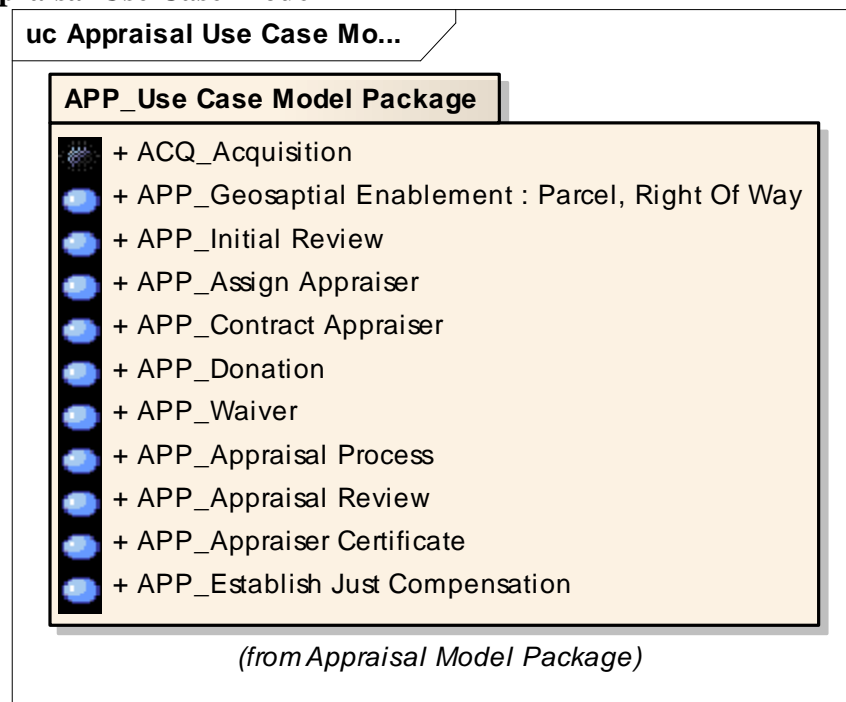 uc Appraisal Use Case Mo...
APP_Use Case Model Package
+ ACQ_Acquisition
+ APP_Geosaptial Enablement : Parcel, Right Of Way
+ APP_Initial Review
+ APP_Assign Appraiser
+ APP_Contract Appraiser
+ APP_Donation
+ APP_Waiver
+ APP_Appraisal Process
+ APP_Appraisal Review
+ APP_Appraiser Certificate
+ APP_Establish Just Compensation
(from Appraisal Model Package)